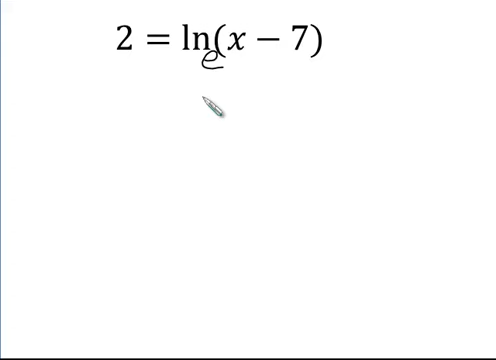 2 = ln(x − 7)
e